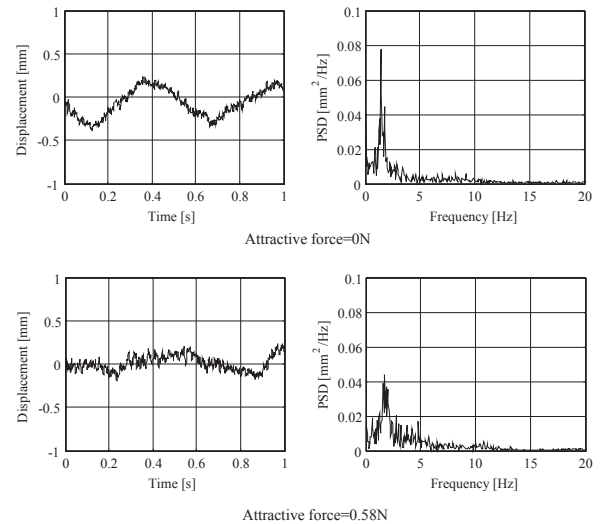 1
0.5
0
-0.5
-1
Displacement [mm]
0 0.2 0.4 0.6 0.8 1
Time [s]
0.1
0.08
0.06
0.04
0.02
0
PSD [mm²/Hz]
0 5 10 15 20
Frequency [Hz]
Attractive force=0N
1
0.5
0
-0.5
-1
Displacement [mm]
0 0.2 0.4 0.6 0.8 1
Time [s]
0.1
0.08
0.06
0.04
0.02
0
PSD [mm²/Hz]
0 5 10 15 20
Frequency [Hz]
Attractive force=0.58N